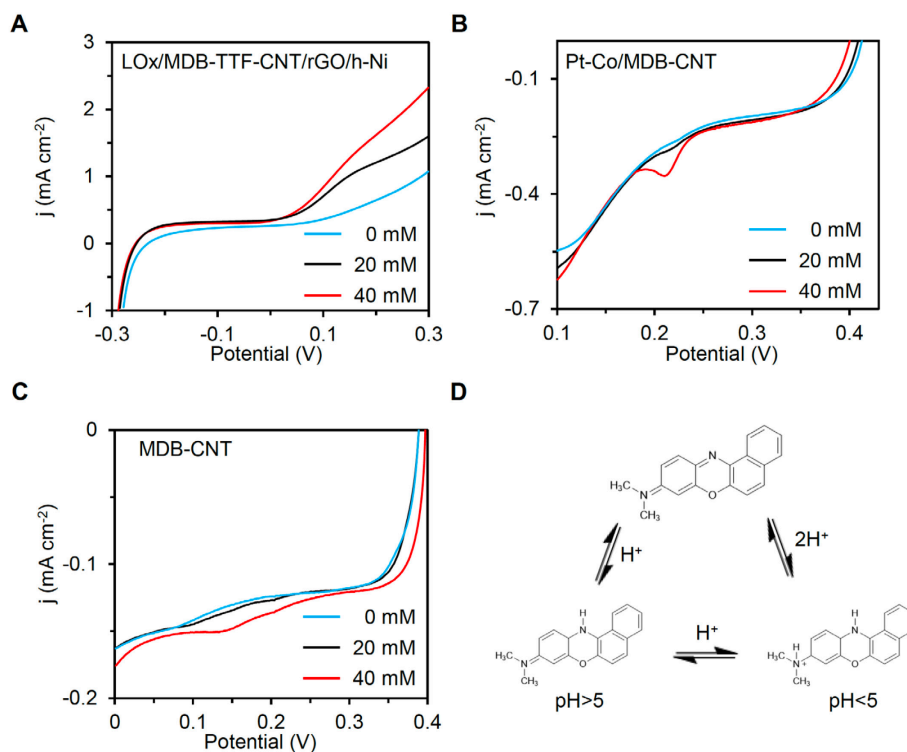 A
LOx/MDB-TTF-CNT/rGO/h-Ni
j (mA cm⁻²)
3
2
1
0
-1
0 mM
20 mM
40 mM
-0.3
-0.1
0.1
0.3
Potential (V)
B
Pt-Co/MDB-CNT
j (mA cm⁻²)
-0.1
-0.4
-0.7
0 mM
20 mM
40 mM
0.1
0.2
0.3
0.4
Potential (V)
C
MDB-CNT
j (mA cm⁻²)
0
-0.1
-0.2
0 mM
20 mM
40 mM
0
0.1
0.2
0.3
0.4
Potential (V)
D
N
H₃C
N⁺
O
CH₃
H⁺
2H⁺
H
N
H₃C
N⁺
O
CH₃
pH>5
H⁺
H
N
H₃C
H
N⁺
O
CH₃
pH<5